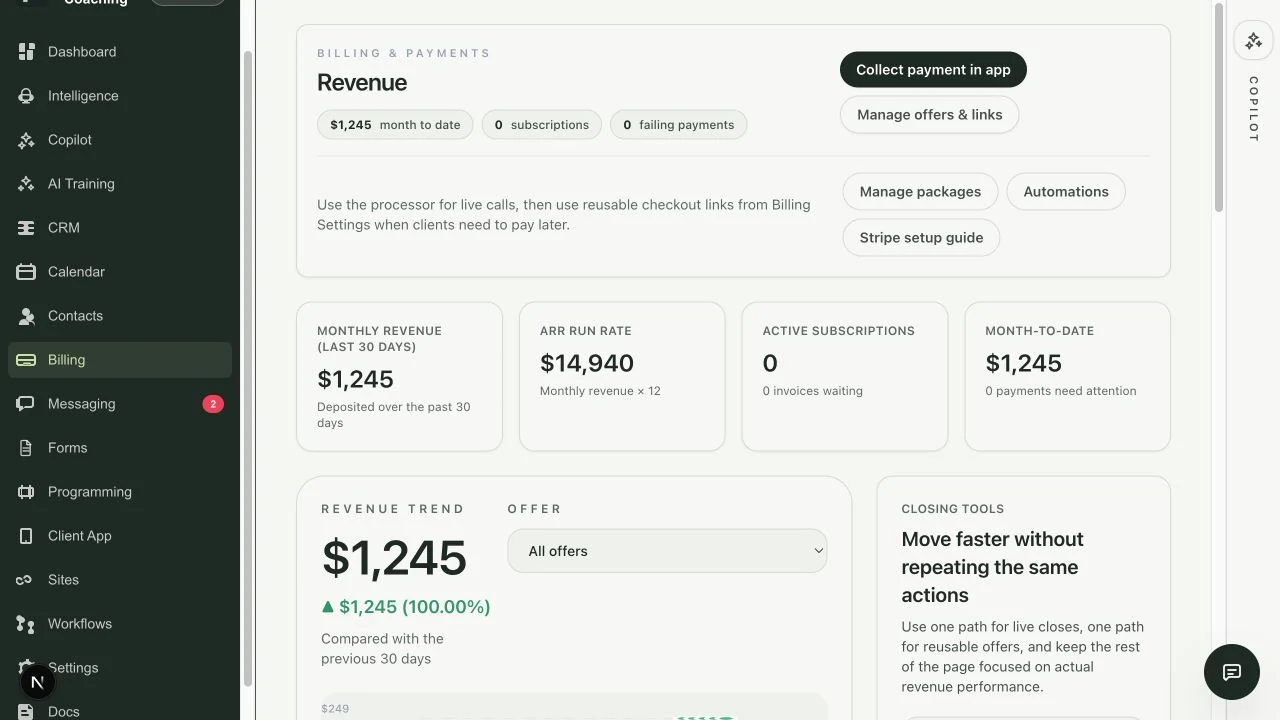 Coaching
Dashboard
Intelligence
Copilot
AI Training
CRM
Calendar
Contacts
Billing
Messaging 2
Forms
Programming
Client App
Sites
Workflows
Settings
N
Docs
BILLING & PAYMENTS
Revenue
$1,245 month to date
0 subscriptions
0 failing payments
Collect payment in app
Manage offers & links
Use the processor for live calls, then use reusable checkout links from Billing
Settings when clients need to pay later.
Manage packages
Automations
Stripe setup guide
MONTHLY REVENUE
(LAST 30 DAYS)
$1,245
Deposited over the past 30
days
ARR RUN RATE
$14,940
Monthly revenue × 12
ACTIVE SUBSCRIPTIONS
0
0 invoices waiting
MONTH-TO-DATE
$1,245
0 payments need attention
REVENUE TREND
$1,245
▲ $1,245 (100.00%)
Compared with the
previous 30 days
OFFER
All offers
$249
CLOSING TOOLS
Move faster without
repeating the same
actions
Use one path for live closes, one path
for reusable offers, and keep the rest
of the page focused on actual
revenue performance.
COPILOT